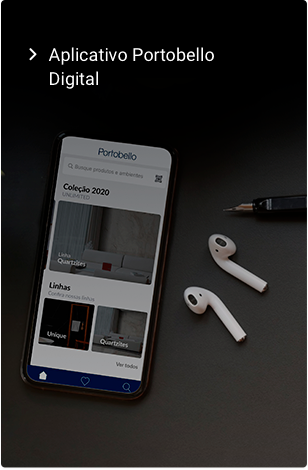 Aplicativo Portobello
Digital
Portobello
Busque produtos e ambientes
Coleção 2020
UNLIMITED
Linha
Quartzites
Linhas
Confira nossas linhas
Unique
Quartzites
Ver todos